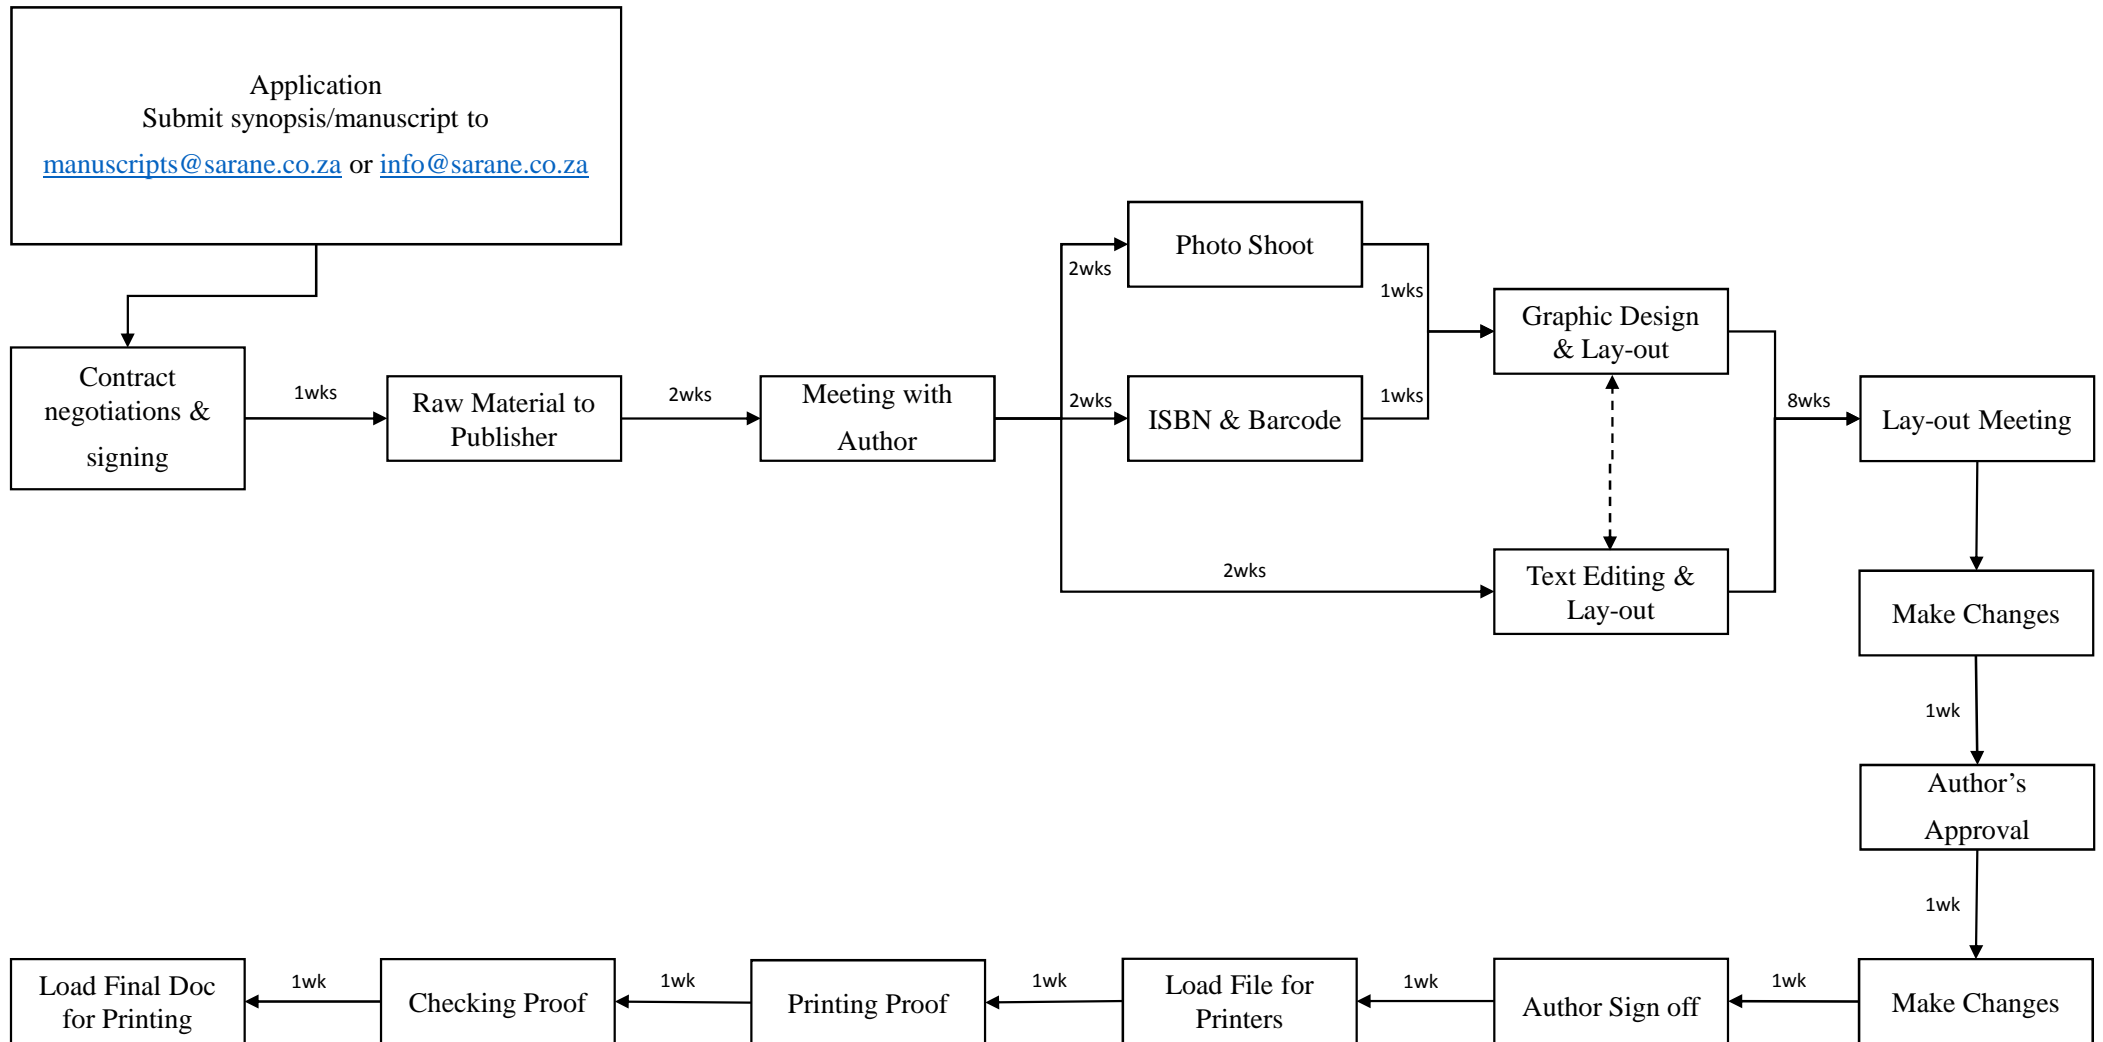 Application
Submit synopsis/manuscript to
manuscripts@sarane.co.za or info@sarane.co.za
Contract
negotiations &
signing
1wks
Raw Material to
Publisher
2wks
Meeting with
Author
2wks
Photo Shoot
1wks
2wks
ISBN & Barcode
1wks
2wks
Graphic Design
& Lay-out
Text Editing &
Lay-out
8wks
Lay-out Meeting
Make Changes
1wk
Author’s
Approval
1wk
Make Changes
1wk
Author Sign off
1wk
Load File for
Printers
1wk
Printing Proof
1wk
Checking Proof
1wk
Load Final Doc
for Printing